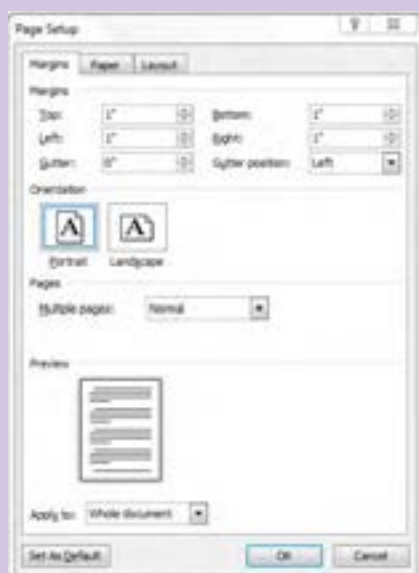 Page Setup
Margins Paper Layout
Margins
Top: 1" Bottom: 1"
Left: 1" Right: 1"
Gutter: 0" Gutter position: Left
Orientation
Portrait Landscape
Pages
Multiple pages: Normal
Preview
Apply to: Whole document
Set As Default OK Cancel